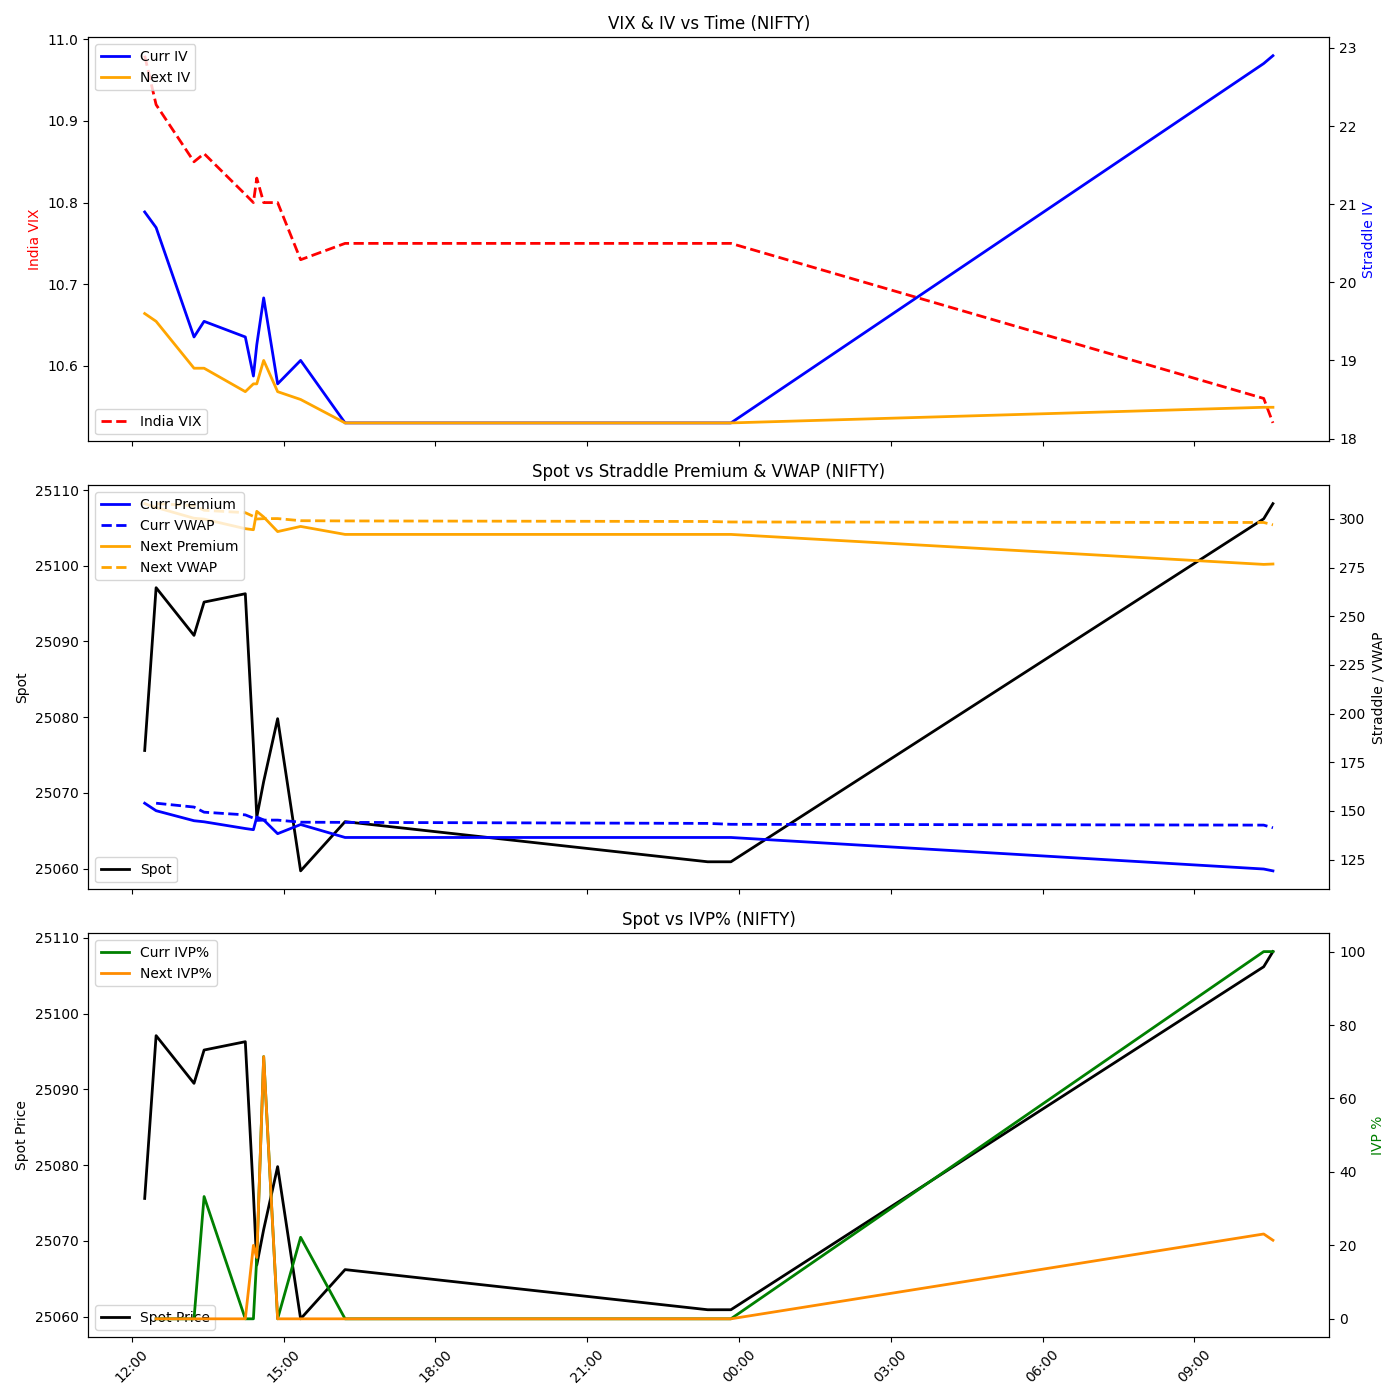 VIX & IV vs Time (NIFTY)
Curr IV
Next IV
India VIX
India VIX
Straddle IV
11.0
10.9
10.8
10.7
10.6
23
22
21
20
19
18
Spot vs Straddle Premium & VWAP (NIFTY)
Curr Premium
Curr VWAP
Next Premium
Next VWAP
Spot
Spot
Straddle / VWAP
25110
25100
25090
25080
25070
25060
300
275
250
225
200
175
150
125
Spot vs IVP% (NIFTY)
Curr IVP%
Next IVP%
Spot Price
Spot Price
IVP %
25110
25100
25090
25080
25070
25060
100
80
60
40
20
0
12:00
15:00
18:00
21:00
00:00
03:00
06:00
09:00